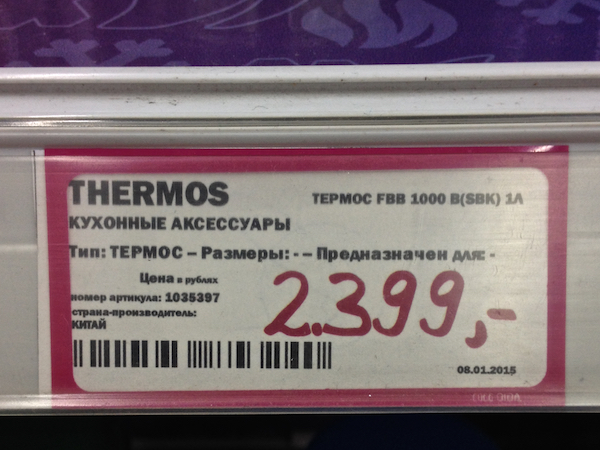 THERMOS ТЕРМОС FBB 1000 B(SBK) 1Л
КУХОННЫЕ АКСЕССУАРЫ
Тип: ТЕРМОС – Размеры: - – Предназначен для: -
Цена в рублях
2.399,-
номер артикула: 1035397
страна-производитель:
КИТАЙ
08.01.2015